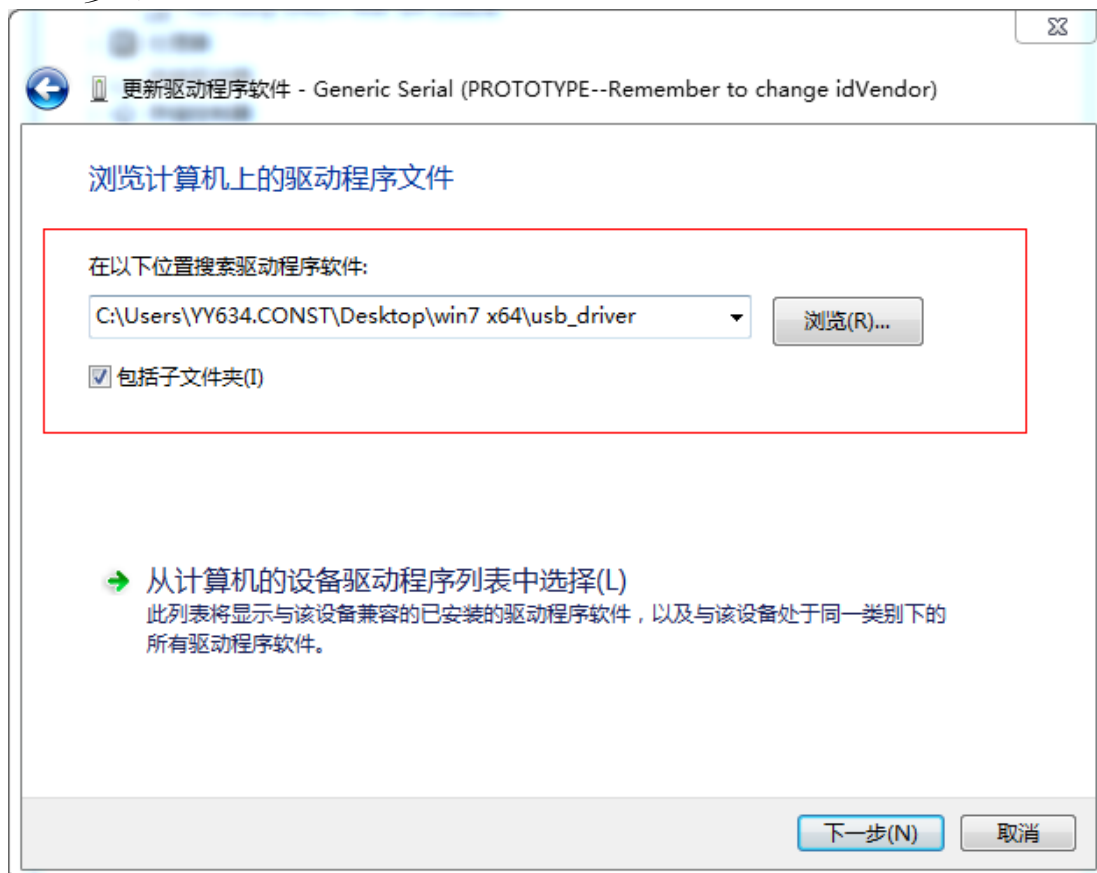 更新驱动程序软件 - Generic Serial (PROTOTYPE--Remember to change idVendor)
浏览计算机上的驱动程序文件
在以下位置搜索驱动程序软件:
C:\Users\YY634.CONST\Desktop\win7 x64\usb_driver
浏览(R)...
包括子文件夹(I)
从计算机的设备驱动程序列表中选择(L)
此列表将显示与该设备兼容的已安装的驱动程序软件，以及与该设备处于同一类别下的
所有驱动程序软件。
下一步(N)
取消